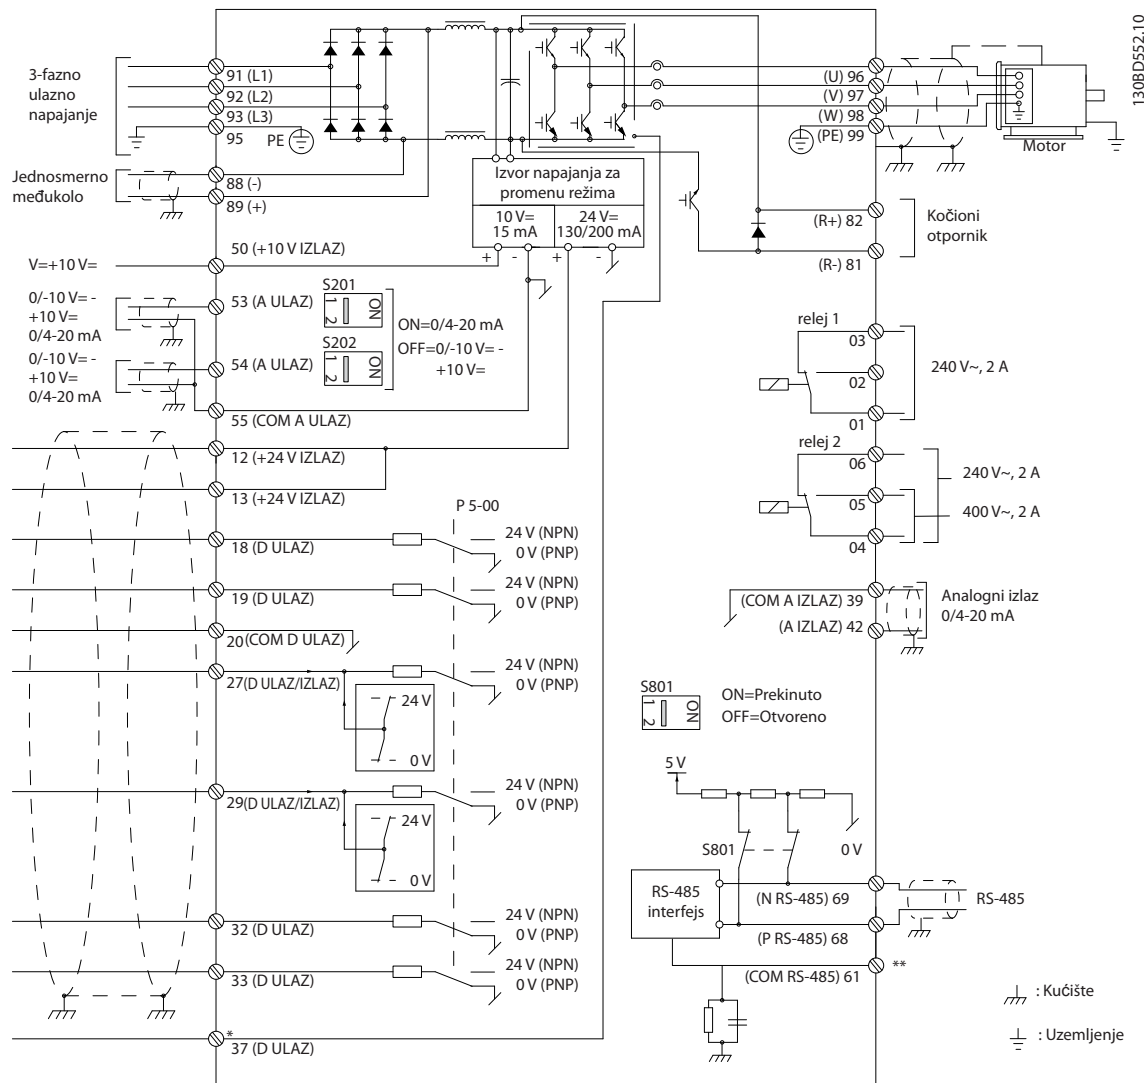 130BD552.10
3-fazno
ulazno
napajanje
91 (L1)
92 (L2)
93 (L3)
95
PE
Jednosmerno
međukolo
88 (-)
89 (+)
50 (+10 V IZLAZ)
V=+10 V=
0/-10 V= -
+10 V=
0/4-20 mA
53 (A ULAZ)
S201
1
2
ON
ON=0/4-20 mA
OFF=0/-10 V= -
+10 V=
0/-10 V= -
+10 V=
0/4-20 mA
54 (A ULAZ)
S202
1
2
ON
55 (COM A ULAZ)
12 (+24 V IZLAZ)
13 (+24 V IZLAZ)
P 5-00
18 (D ULAZ)
24 V (NPN)
0 V (PNP)
19 (D ULAZ)
24 V (NPN)
0 V (PNP)
20 (COM D ULAZ)
27 (D ULAZ/IZLAZ)
24 V (NPN)
0 V (PNP)
24 V
0 V
29 (D ULAZ/IZLAZ)
24 V (NPN)
0 V (PNP)
24 V
0 V
32 (D ULAZ)
24 V (NPN)
0 V (PNP)
33 (D ULAZ)
24 V (NPN)
0 V (PNP)
*
37 (D ULAZ)
Izvor napajanja za
promenu režima
10 V=
15 mA
24 V=
130/200 mA
+ - + -
(U) 96
(V) 97
(W) 98
(PE) 99
Motor
(R+) 82
(R-) 81
Kočioni
otpornik
relej 1
03
02
01
240 V~, 2 A
relej 2
06
05
04
240 V~, 2 A
400 V~, 2 A
(COM A IZLAZ) 39
(A IZLAZ) 42
Analogni izlaz
0/4-20 mA
S801
1
2
ON
ON=Prekinuto
OFF=Otvoreno
5 V
S801
0 V
RS-485
interfejs
(N RS-485) 69
(P RS-485) 68
(COM RS-485) 61
RS-485
**
: Kućište
: Uzemljenje